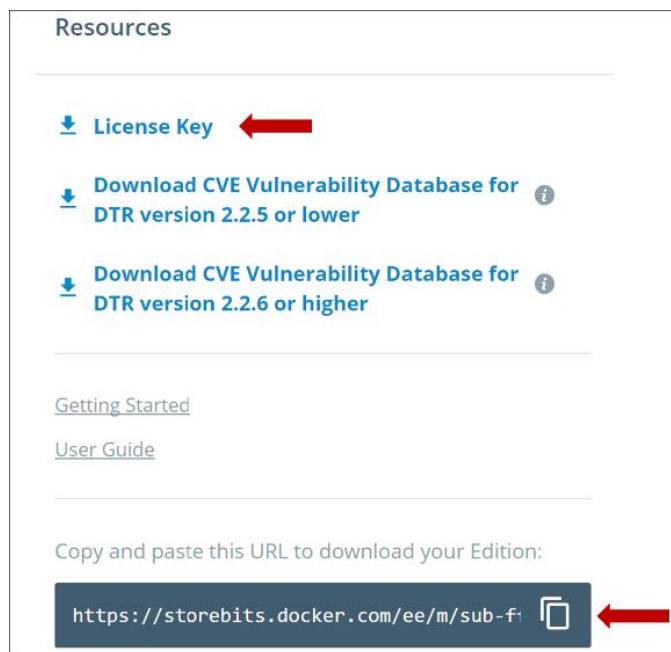 Resources
License Key
Download CVE Vulnerability Database for
DTR version 2.2.5 or lower
Download CVE Vulnerability Database for
DTR version 2.2.6 or higher
Getting Started
User Guide
Copy and paste this URL to download your Edition:
https://storebits.docker.com/ee/m/sub-f